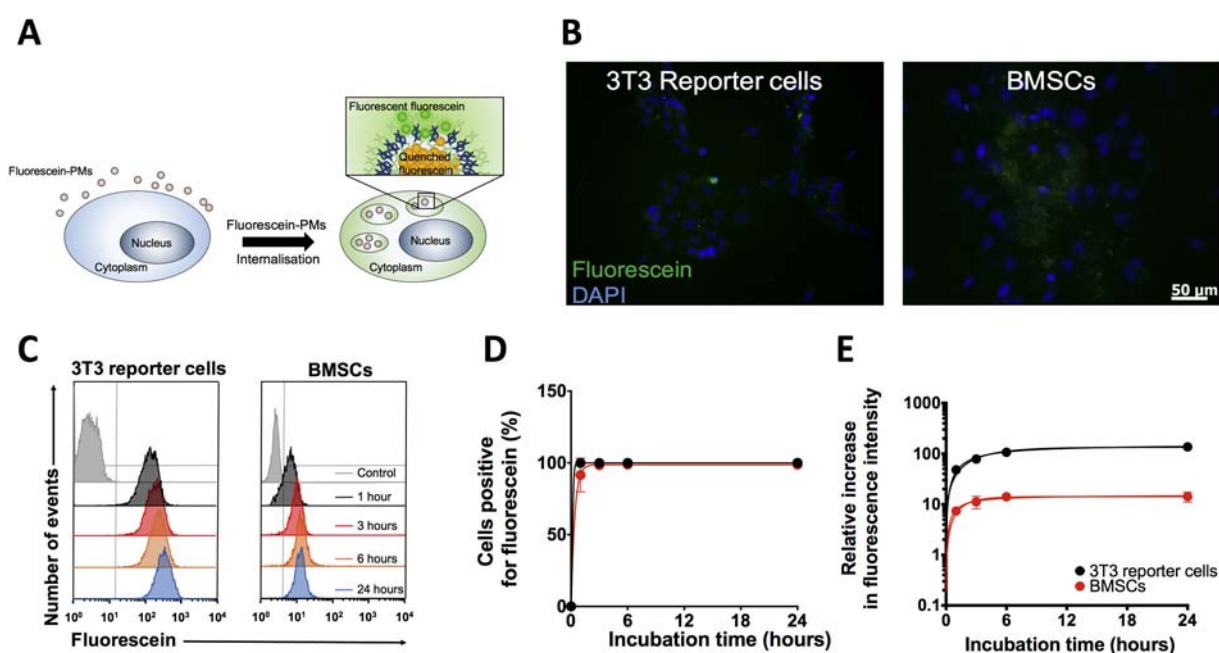 A
Fluorescein-PMs
Nucleus
Cytoplasm
Fluorescein-PMs
Internalisation
Fluorescent fluorescein
Quenched
fluorescein
Nucleus
Cytoplasm
B
3T3 Reporter cells
BMSCs
Fluorescein
DAPI
50 µm
C
3T3 reporter cells
BMSCs
Number of events
Control
1 hour
3 hours
6 hours
24 hours
10⁰ 10¹ 10² 10³ 10⁴
10⁰ 10¹ 10² 10³ 10⁴
Fluorescein
D
Cells positive
for fluorescein (%)
150
100
50
0
0 6 12 18 24
Incubation time (hours)
E
Relative increase
in fluorescence intensity
1000
100
10
1
0.1
3T3 reporter cells
BMSCs
0 6 12 18 24
Incubation time (hours)